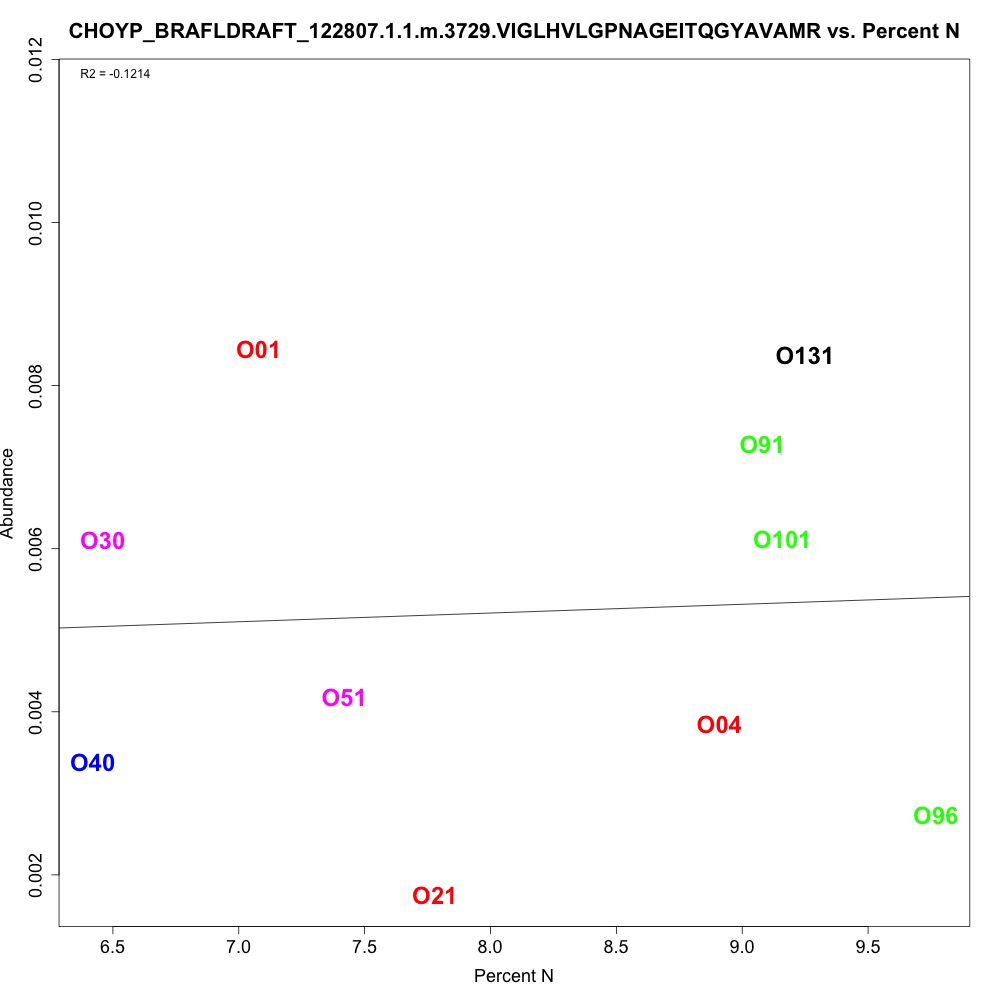 CHOYP_BRAFLDRAFT_122807.1.1.m.3729.VIGLHVLGPNAGEITQGYAVAMR vs. Percent N
R2 = -0.1214
0.012
0.010
0.008
0.006
0.004
0.002
Abundance
O01
O131
O91
O30
O101
O51
O04
O40
O96
O21
6.5 7.0 7.5 8.0 8.5 9.0 9.5
Percent N